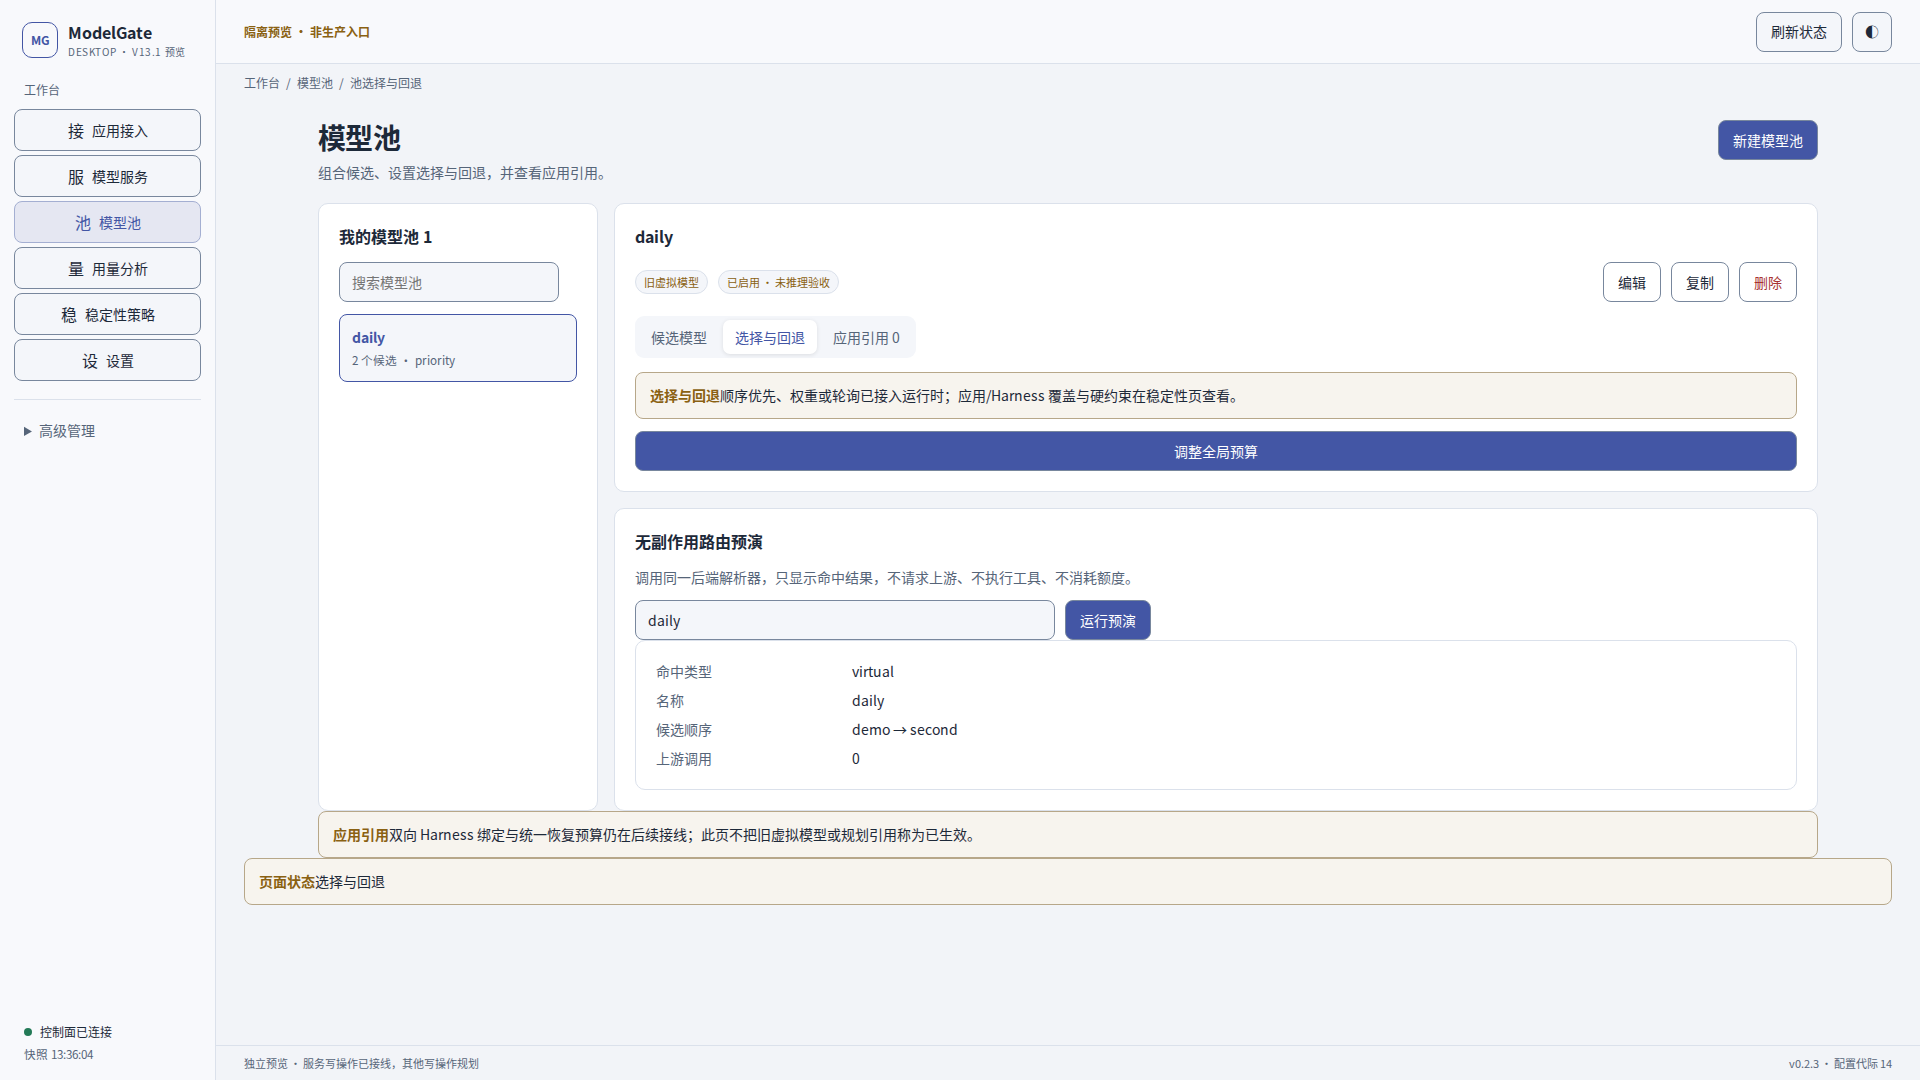 MG
ModelGate
DESKTOP · V13.1 预览
工作台
接 应用接入
服 模型服务
池 模型池
量 用量分析
稳 稳定性策略
设 设置
▶ 高级管理
控制面已连接
快照 13:36:04
隔离预览 · 非生产入口
刷新状态
工作台 / 模型池 / 池选择与回退
模型池
组合候选、设置选择与回退，并查看应用引用。
新建模型池
我的模型池 1
搜索模型池
daily
2 个候选 · priority
daily
旧虚拟模型
已启用 · 未推理验收
编辑
复制
删除
候选模型
选择与回退
应用引用 0
选择与回退顺序优先、权重或轮询已接入运行时；应用/Harness 覆盖与硬约束在稳定性页查看。
调整全局预算
无副作用路由预演
调用同一后端解析器，只显示命中结果，不请求上游、不执行工具、不消耗额度。
daily
运行预演
命中类型 virtual
名称 daily
候选顺序 demo → second
上游调用 0
应用引用双向 Harness 绑定与统一恢复预算仍在后续接线；此页不把旧虚拟模型或规划引用称为已生效。
页面状态选择与回退
独立预览 · 服务写操作已接线，其他写操作规划
v0.2.3 · 配置代际 14